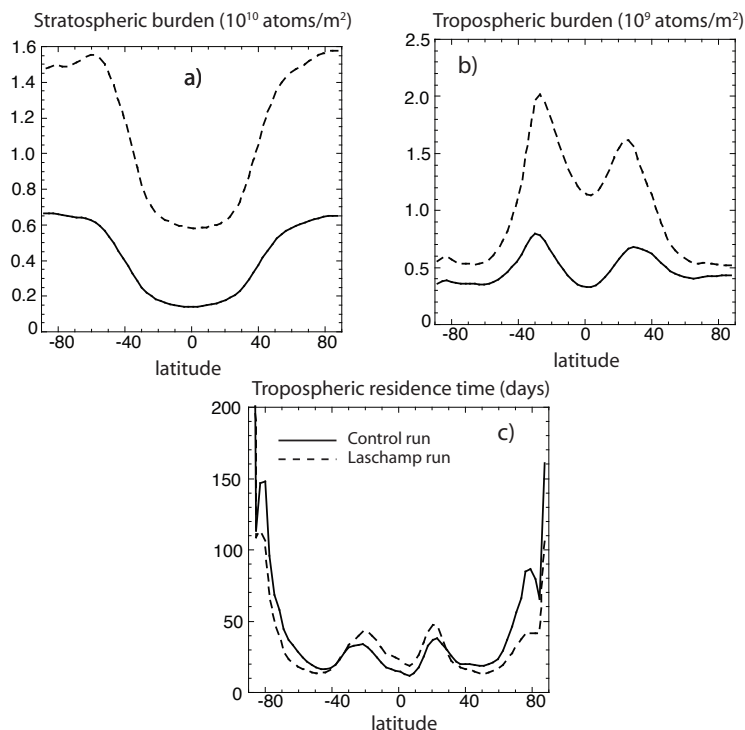 Stratospheric burden (10¹⁰ atoms/m²)
1.6
1.4
1.2
1.0
0.8
0.6
0.4
0.2
0
a)
-80 -40 0 40 80
latitude
Tropospheric burden (10⁹ atoms/m²)
2.5
2.0
1.5
1.0
0.5
0
b)
-80 -40 0 40 80
latitude
Tropospheric residence time (days)
200
150
100
50
0
c)
Control run
Laschamp run
-80 -40 0 40 80
latitude